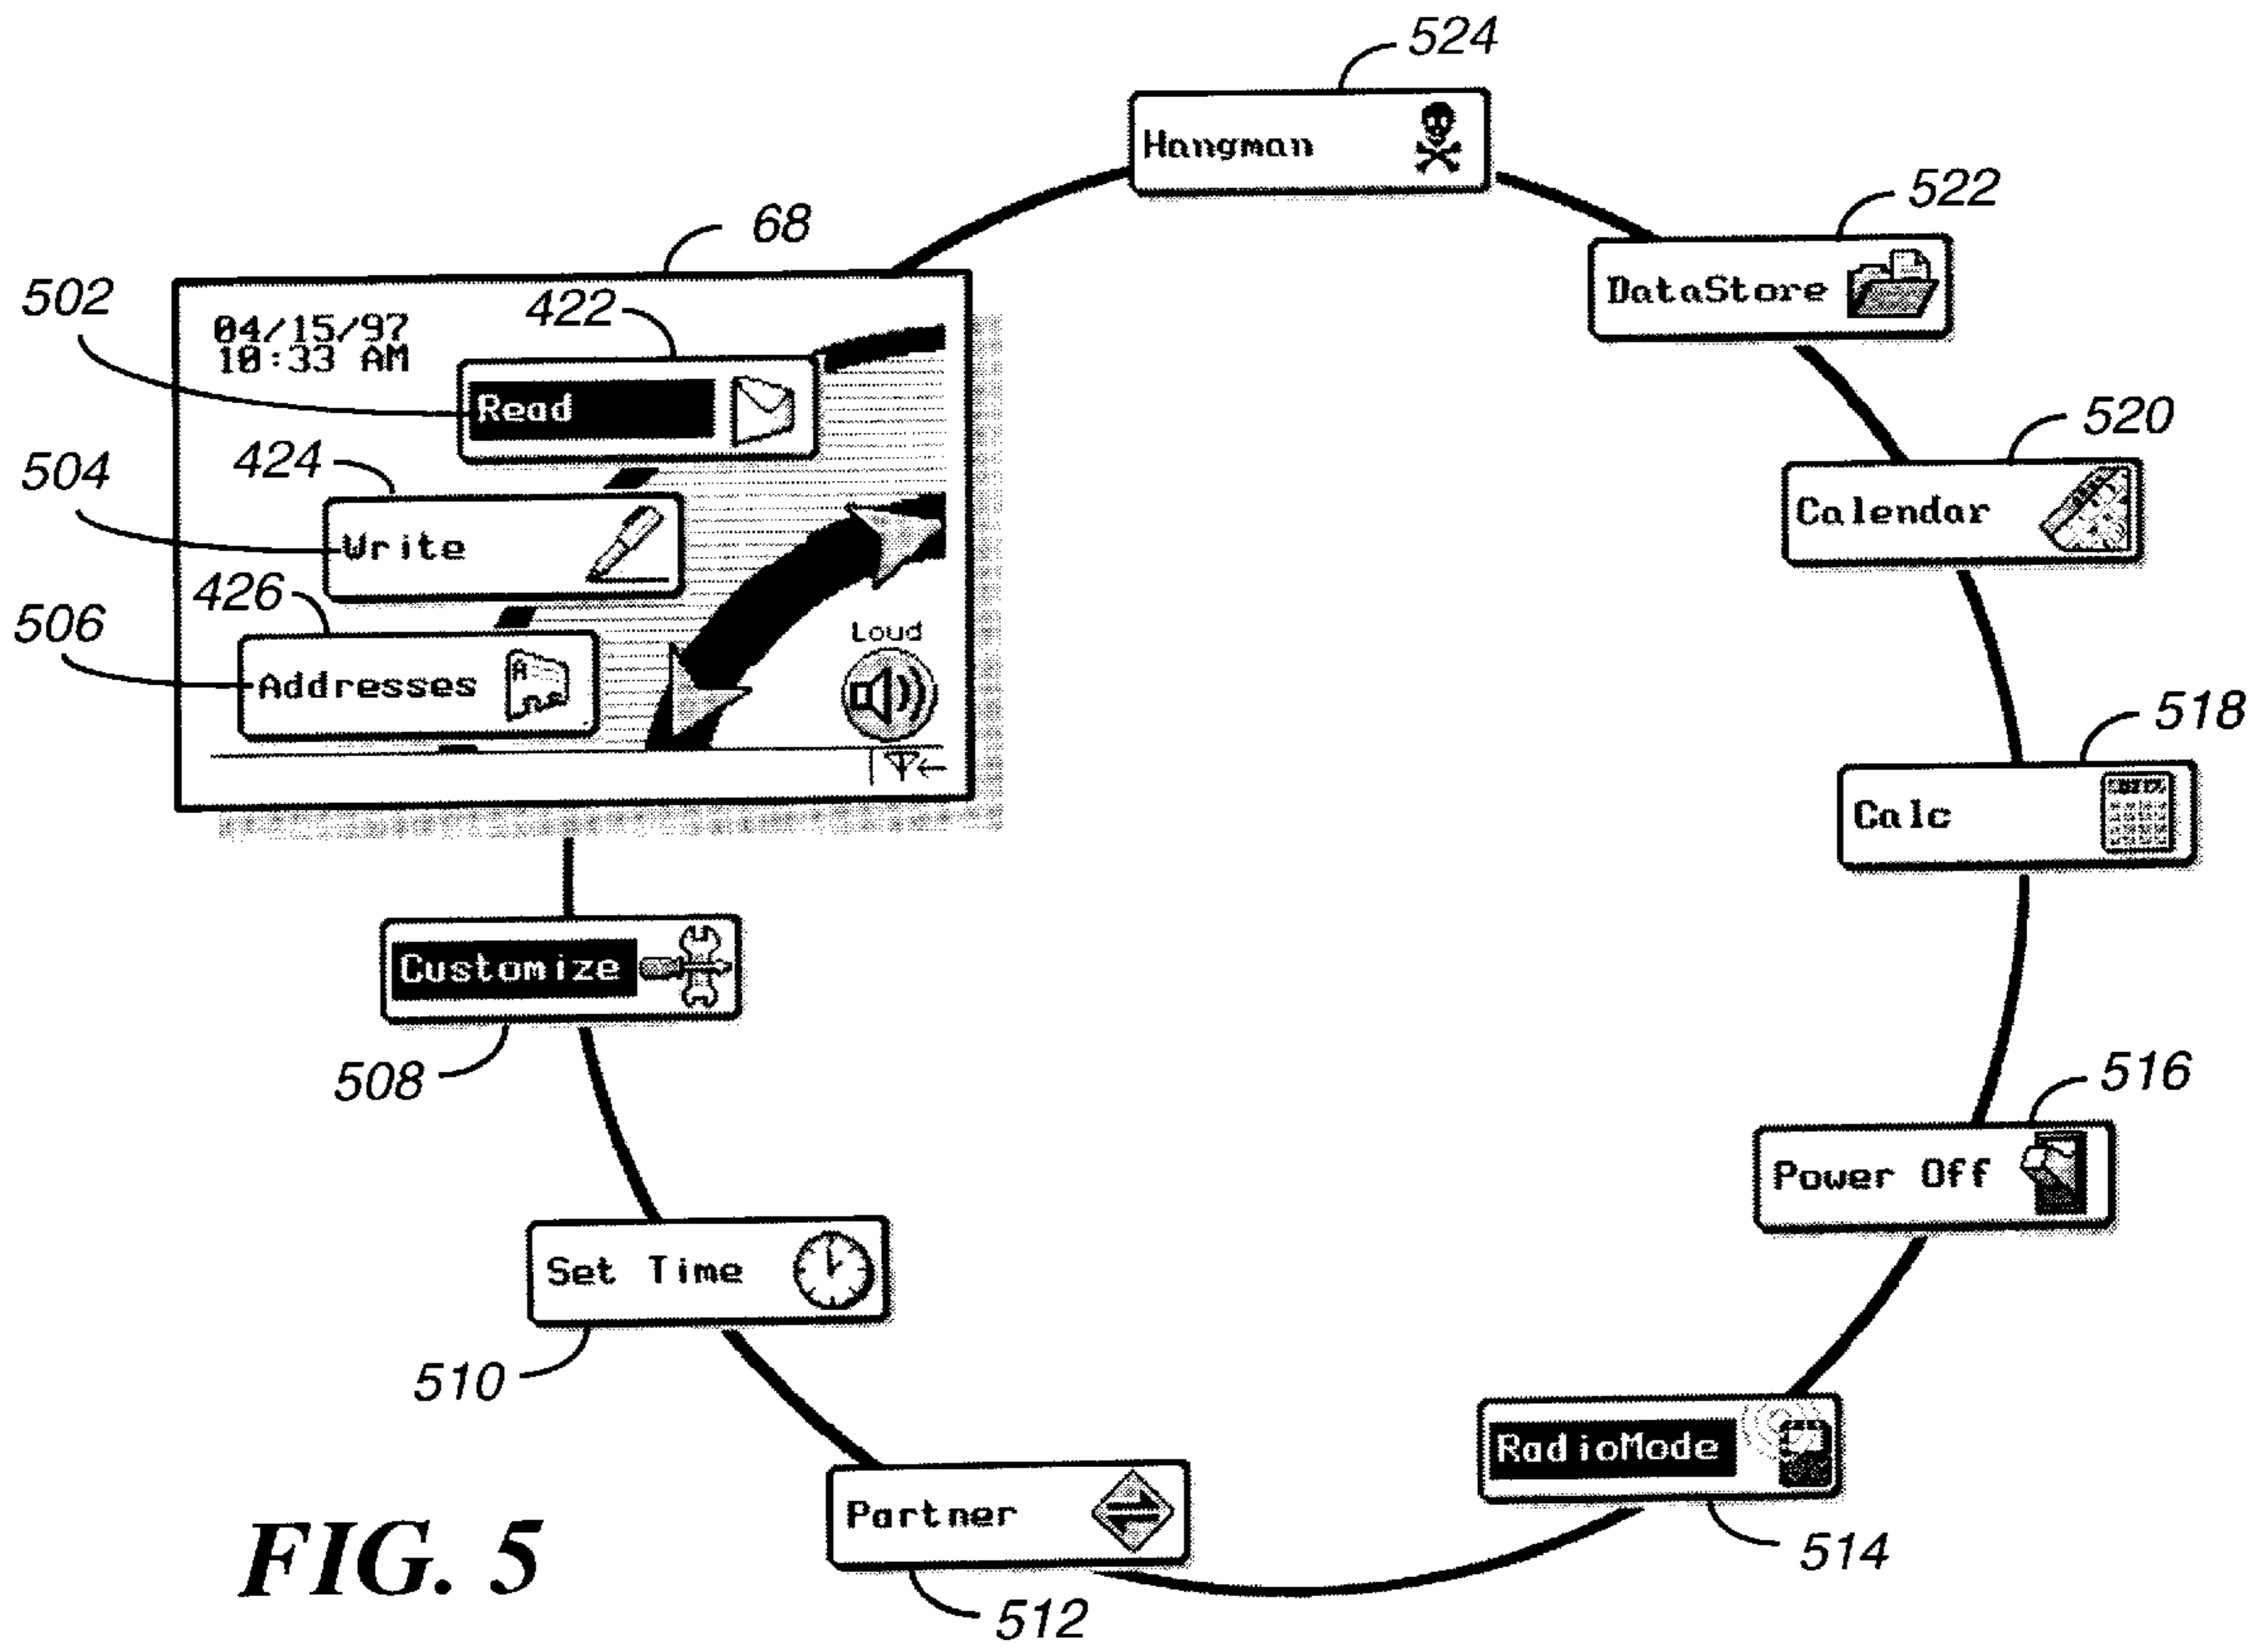 524
Hangman
522
DataStore
68
502
422
04/15/97
10:33 AM
Read
520
Calendar
504
424
Write
518
Calc
426
506
Addresses
Loud
Customize
508
516
Power Off
Set Time
510
RadioMode
514
Partner
512
FIG. 5